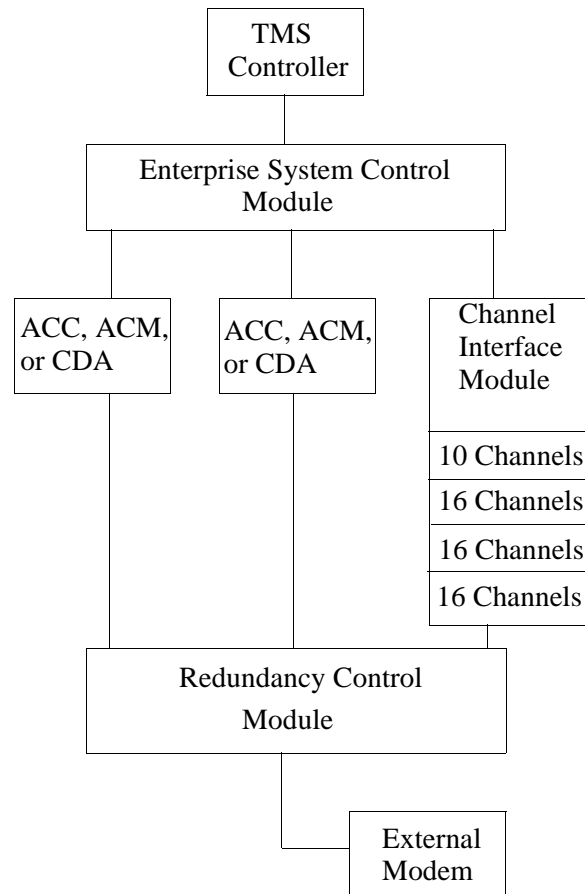 TMS
Controller
Enterprise System Control
Module
ACC, ACM,
or CDA
ACC, ACM,
or CDA
Channel
Interface
Module
10 Channels
16 Channels
16 Channels
16 Channels
Redundancy Control
Module
External
Modem